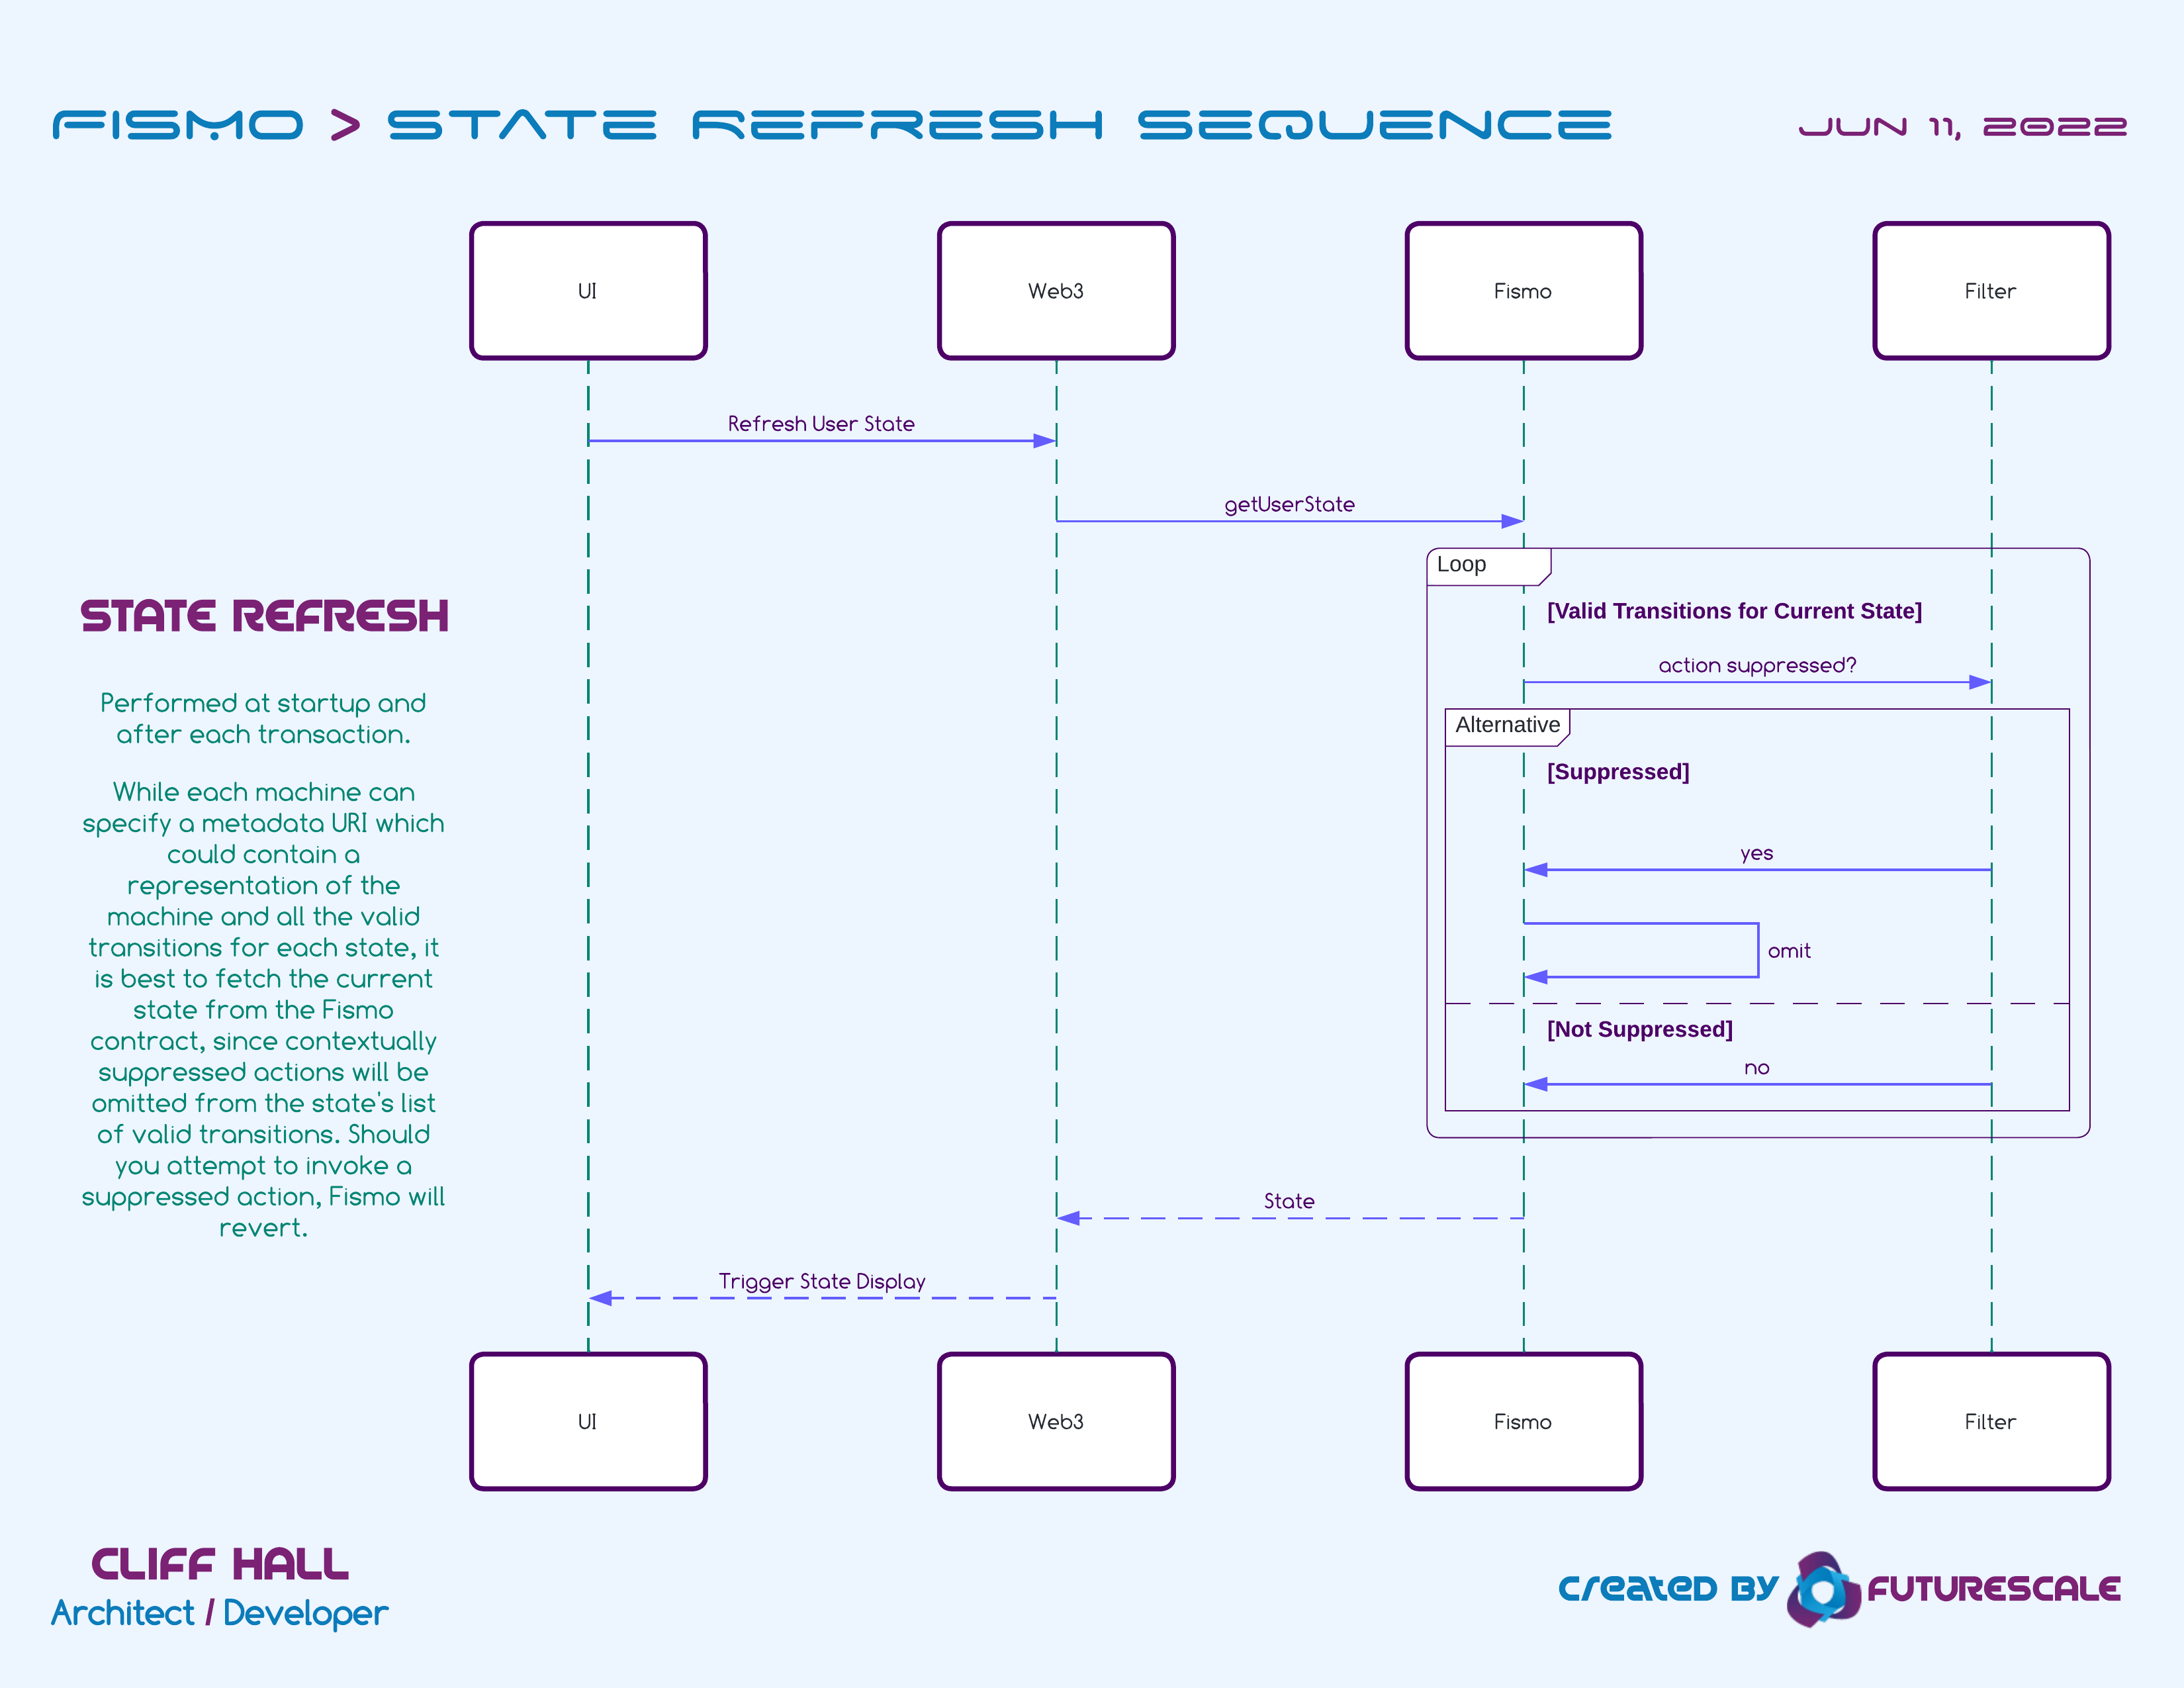 FISMO > STATE REFRESH SEQUENCE
JUN 11, 2022
UI
Web3
Fismo
Filter
Refresh User State
getUserState
Loop
[Valid Transitions for Current State]
action suppressed?
Alternative
[Suppressed]
yes
omit
[Not Suppressed]
no
State
Trigger State Display
STATE REFRESH
Performed at startup and
after each transaction.
While each machine can
specify a metadata URI which
could contain a
representation of the
machine and all the valid
transitions for each state, it
is best to fetch the current
state from the Fismo
contract, since contextually
suppressed actions will be
omitted from the state's list
of valid transitions. Should
you attempt to invoke a
suppressed action, Fismo will
revert.
UI
Web3
Fismo
Filter
CLIFF HALL
Architect / Developer
CREATED BY FUTURESCALE